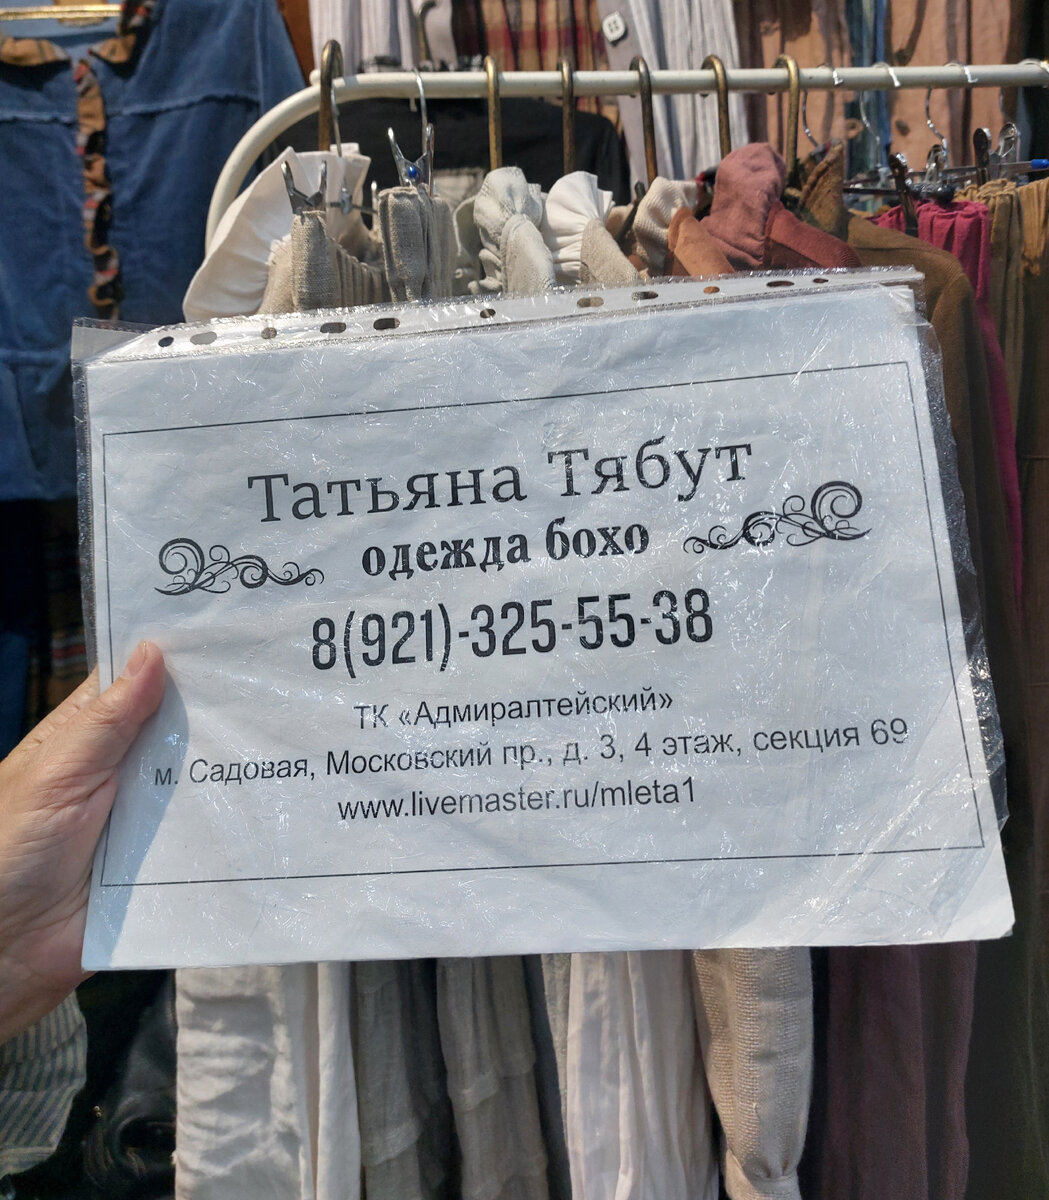 Татьяна Тябут
одежда бохо
8(921)-325-55-38
ТК «Адмиралтейский»
м. Садовая, Московский пр., д. 3, 4 этаж, секция 69
www.livemaster.ru/mleta1